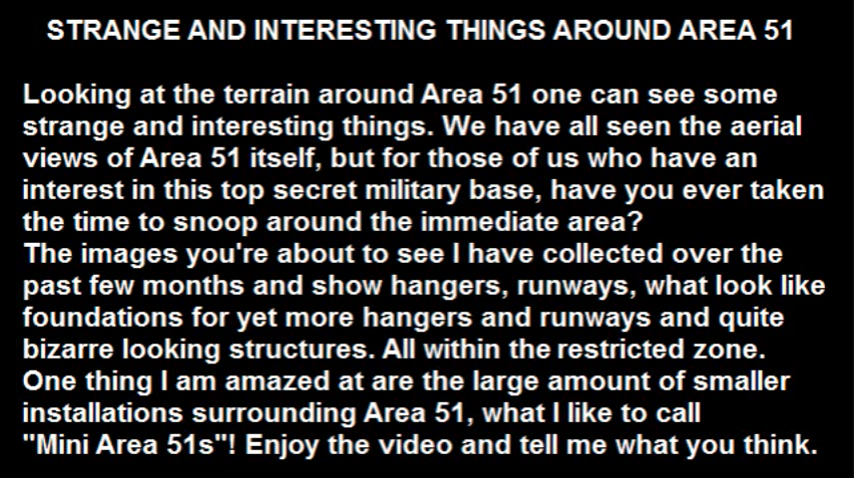 STRANGE AND INTERESTING THINGS AROUND AREA 51
Looking at the terrain around Area 51 one can see some
strange and interesting things. We have all seen the aerial
views of Area 51 itself, but for those of us who have an
interest in this top secret military base, have you ever taken
the time to snoop around the immediate area?
The images you're about to see I have collected over the
past few months and show hangers, runways, what look like
foundations for yet more hangers and runways and quite
bizarre looking structures. All within the restricted zone.
One thing I am amazed at are the large amount of smaller
installations surrounding Area 51, what I like to call
"Mini Area 51s"! Enjoy the video and tell me what you think.